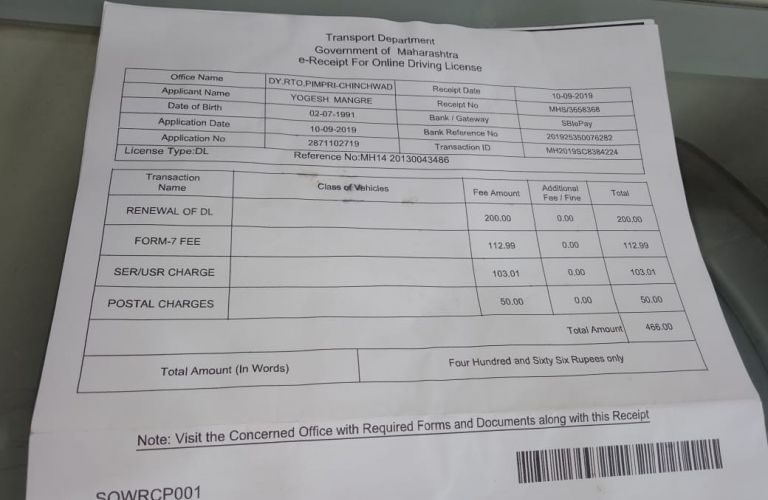 Transport Department
Government of Maharashtra
e-Receipt For Online Driving License
Office Name DY.RTO,PIMPRI-CHINCHWAD Receipt Date 10-09-2019
Applicant Name YOGESH MANGRE Receipt No MHS/3658368
Date of Birth 02-07-1991 Bank / Gateway SBIePay
Application Date 10-09-2019 Bank Reference No 201925350076282
Application No 2871102719 Transaction ID MH2019SC8384224
License Type:DL Reference No:MH14 20130043486
Transaction Name Class of Vehicles Fee Amount Additional Fee / Fine Total
RENEWAL OF DL 200.00 0.00 200.00
FORM-7 FEE 112.99 0.00 112.99
SER/USR CHARGE 103.01 0.00 103.01
POSTAL CHARGES 50.00 0.00 50.00
Total Amount 466.00
Total Amount (In Words) Four Hundred and Sixty Six Rupees only
Note: Visit the Concerned Office with Required Forms and Documents along with this Receipt
SOWRCP001